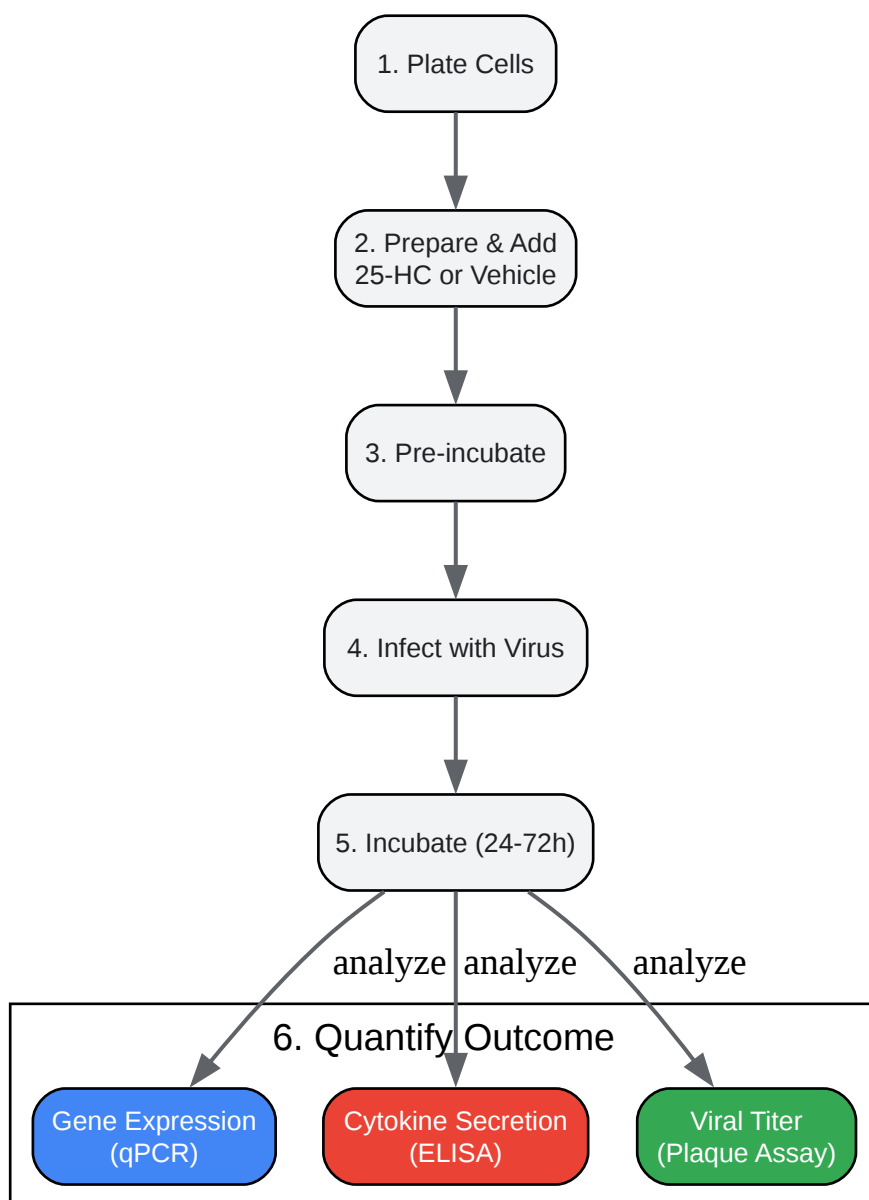 1. Plate Cells
2. Prepare & Add
25-HC or Vehicle
3. Pre-incubate
4. Infect with Virus
5. Incubate (24-72h)
analyze analyze analyze
6. Quantify Outcome
Gene Expression
(qPCR)
Cytokine Secretion
(ELISA)
Viral Titer
(Plaque Assay)